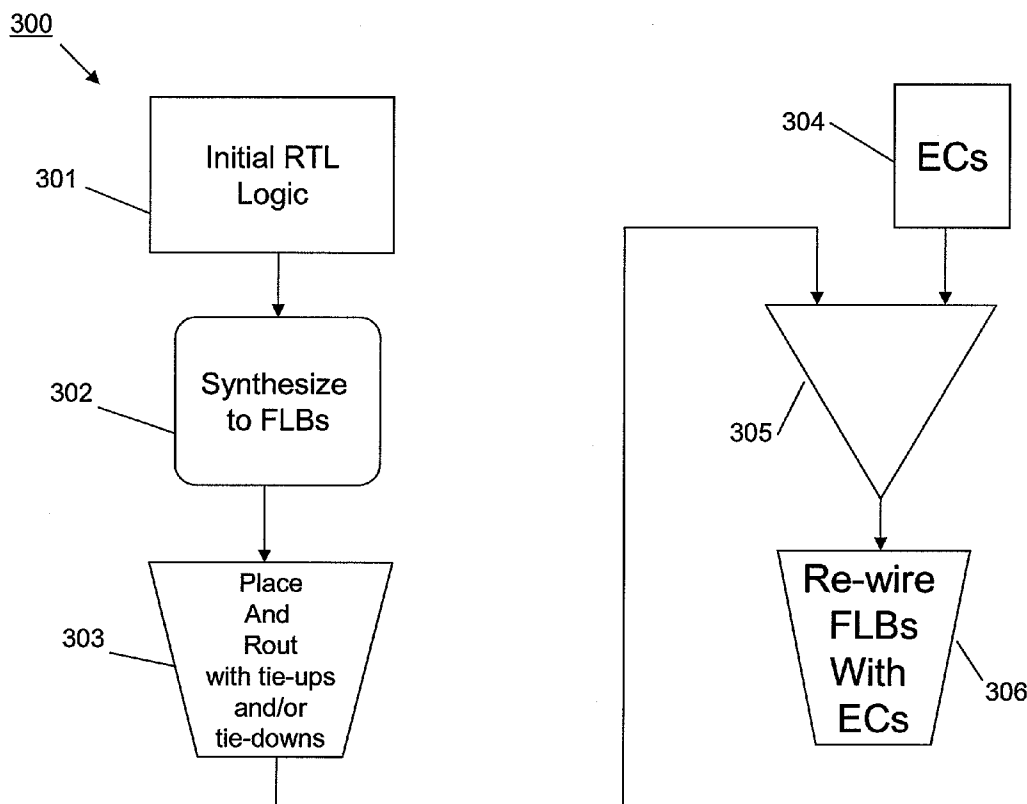 300
301
Initial RTL
Logic
302
Synthesize
to FLBs
303
Place
And
Rout
with tie-ups
and/or
tie-downs
304
ECs
305
Re-wire
FLBs
With
ECs
306